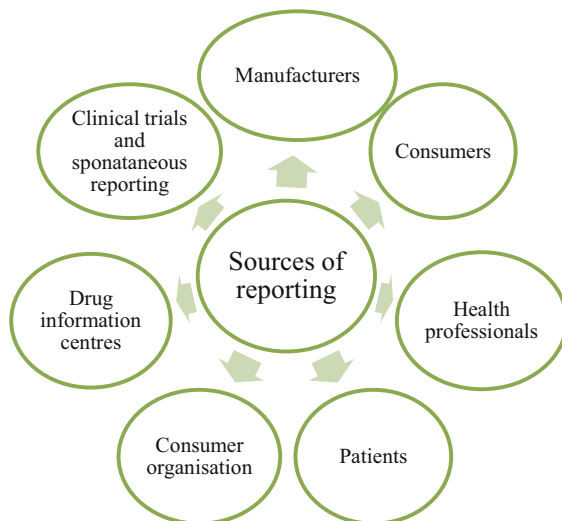 Manufacturers
Clinical trials
and
sponataneous
reporting
Consumers
Sources of
reporting
Drug
information
centres
Health
professionals
Consumer
organisation
Patients